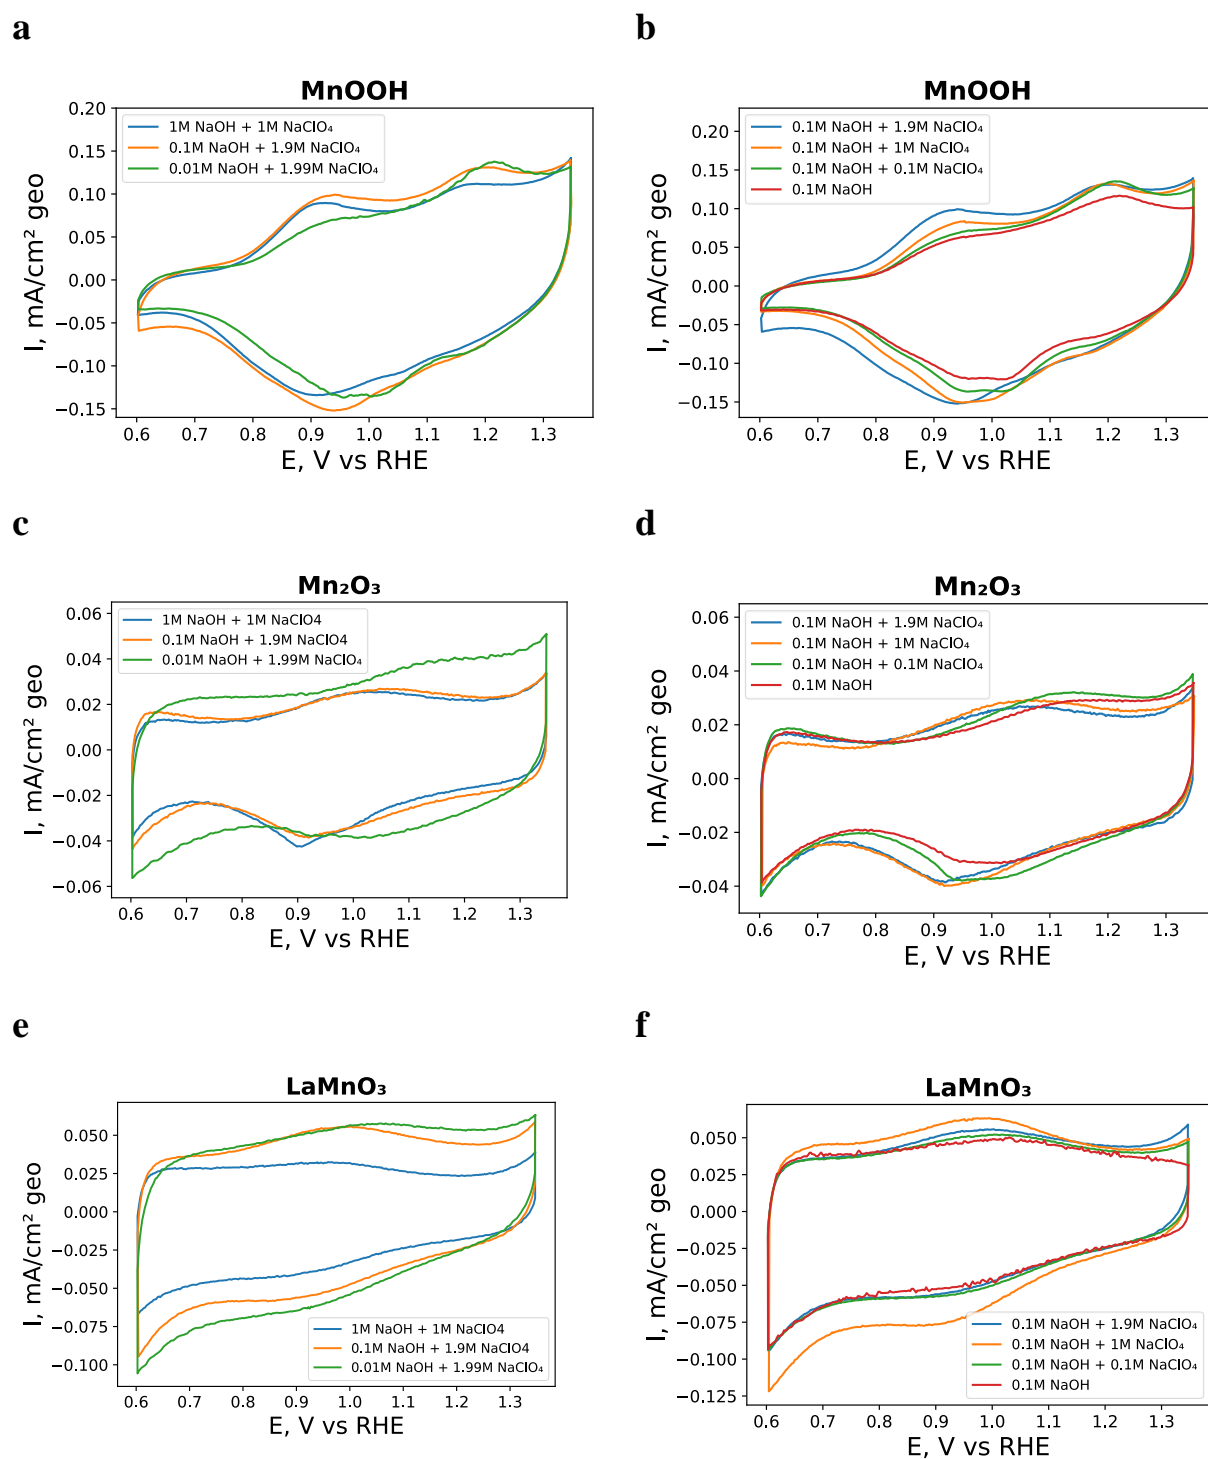 a
MnOOH
I, mA/cm² geo
0.20
0.15
0.10
0.05
0.00
−0.05
−0.10
−0.15
1M NaOH + 1M NaClO₄
0.1M NaOH + 1.9M NaClO₄
0.01M NaOH + 1.99M NaClO₄
0.6 0.7 0.8 0.9 1.0 1.1 1.2 1.3
E, V vs RHE
b
MnOOH
I, mA/cm² geo
0.20
0.15
0.10
0.05
0.00
−0.05
−0.10
−0.15
0.1M NaOH + 1.9M NaClO₄
0.1M NaOH + 1M NaClO₄
0.1M NaOH + 0.1M NaClO₄
0.1M NaOH
0.6 0.7 0.8 0.9 1.0 1.1 1.2 1.3
E, V vs RHE
c
Mn₂O₃
I, mA/cm² geo
0.06
0.04
0.02
0.00
−0.02
−0.04
−0.06
1M NaOH + 1M NaClO4
0.1M NaOH + 1.9M NaClO4
0.01M NaOH + 1.99M NaClO₄
0.6 0.7 0.8 0.9 1.0 1.1 1.2 1.3
E, V vs RHE
d
Mn₂O₃
I, mA/cm² geo
0.06
0.04
0.02
0.00
−0.02
−0.04
0.1M NaOH + 1.9M NaClO₄
0.1M NaOH + 1M NaClO₄
0.1M NaOH + 0.1M NaClO₄
0.1M NaOH
0.6 0.7 0.8 0.9 1.0 1.1 1.2 1.3
E, V vs RHE
e
LaMnO₃
I, mA/cm² geo
0.050
0.025
0.000
−0.025
−0.050
−0.075
−0.100
1M NaOH + 1M NaClO4
0.1M NaOH + 1.9M NaClO4
0.01M NaOH + 1.99M NaClO₄
0.6 0.7 0.8 0.9 1.0 1.1 1.2 1.3
E, V vs RHE
f
LaMnO₃
I, mA/cm² geo
0.050
0.025
0.000
−0.025
−0.050
−0.075
−0.100
−0.125
0.1M NaOH + 1.9M NaClO₄
0.1M NaOH + 1M NaClO₄
0.1M NaOH + 0.1M NaClO₄
0.1M NaOH
0.6 0.7 0.8 0.9 1.0 1.1 1.2 1.3
E, V vs RHE